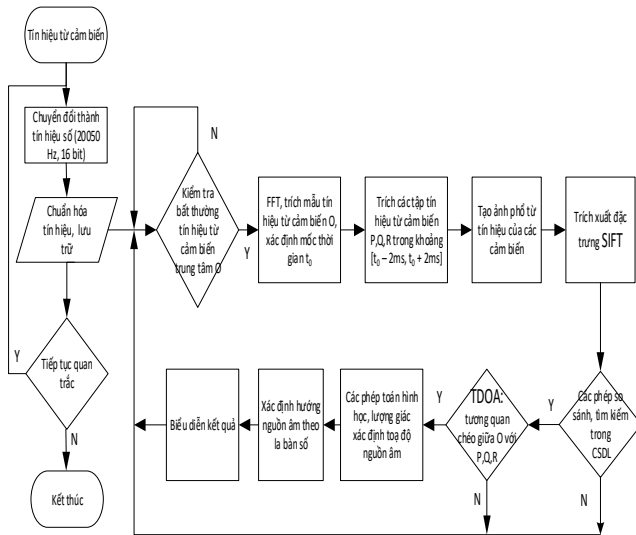 Tín hiệu từ cảm biến
Chuyển đổi thành
tín hiệu số (20050
Hz, 16 bit)
Chuẩn hóa
tín hiệu, lưu
trữ
Tiếp tục quan
trắc
Y
N
Kết thúc
N
Kiểm tra
bất thường
tín hiệu từ
cảm biến
trung tâm O
Y
FFT, trích mẫu tín
hiệu từ cảm biến O,
xác định mốc thời
gian t₀
Trích các tập tín
hiệu từ cảm biến
P,Q,R trong khoảng
[t₀ – 2ms, t₀ + 2ms]
Tạo ảnh phổ từ
tín hiệu của các
cảm biến
Trích xuất đặc
trưng SIFT
Các phép so
sánh, tìm kiếm
trong
CSDL
Y
N
TDOA:
tương quan
chéo giữa O với
P,Q,R
Y
N
Các phép toán hình
học, lượng giác
xác định toạ độ
nguồn âm
Xác định hướng
nguồn âm theo
la bàn số
Biểu diễn kết quả